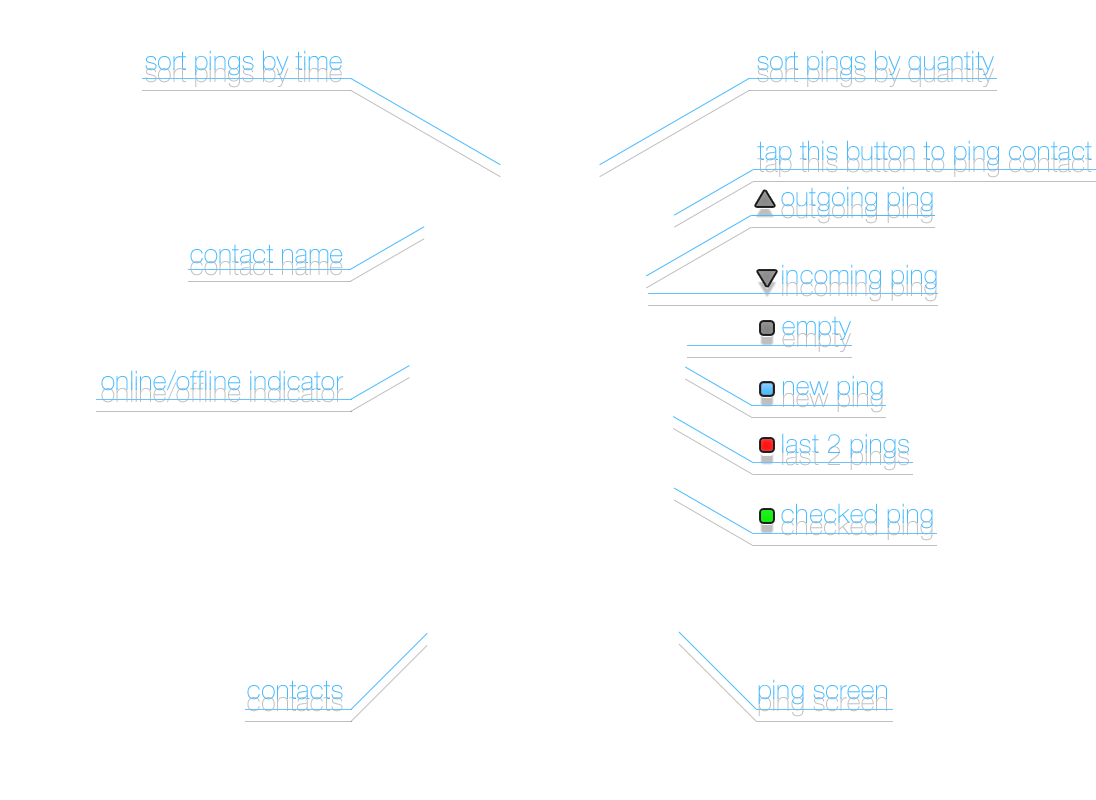 sort pings by time
sort pings by quantity
tap this button to ping contact
outgoing ping
contact name
incoming ping
empty
online/offline indicator
new ping
last 2 pings
checked ping
contacts
ping screen